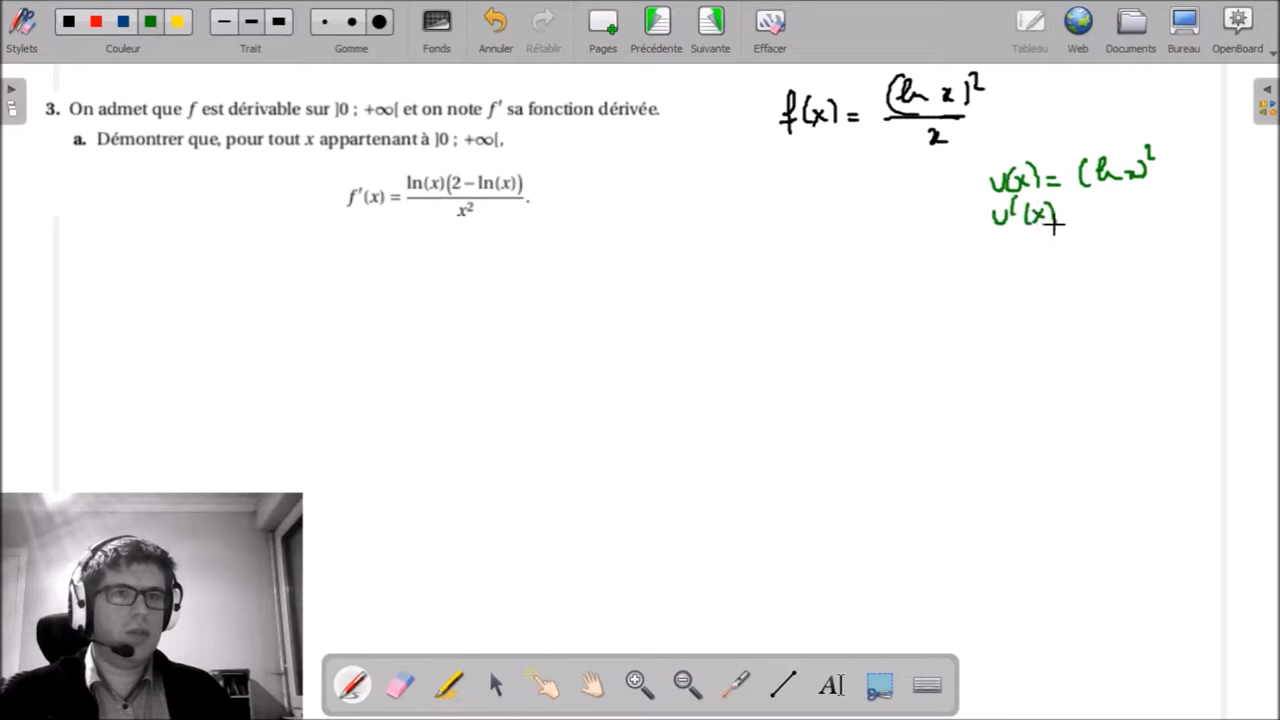 Stylets Couleur Trait Gomme Fonds Annuler Rétablir Pages Précédente Suivante Effacer Tableau Web Documents Bureau OpenBoard
3. On admet que f est dérivable sur ]0 ; +∞[ et on note f′ sa fonction dérivée.
a. Démontrer que, pour tout x appartenant à ]0 ; +∞[,
f′(x) = ln(x)(2 − ln(x)) / x²
f(x) = (ln x)² / x
u(x) = (ln x)²
u'(x)
AI